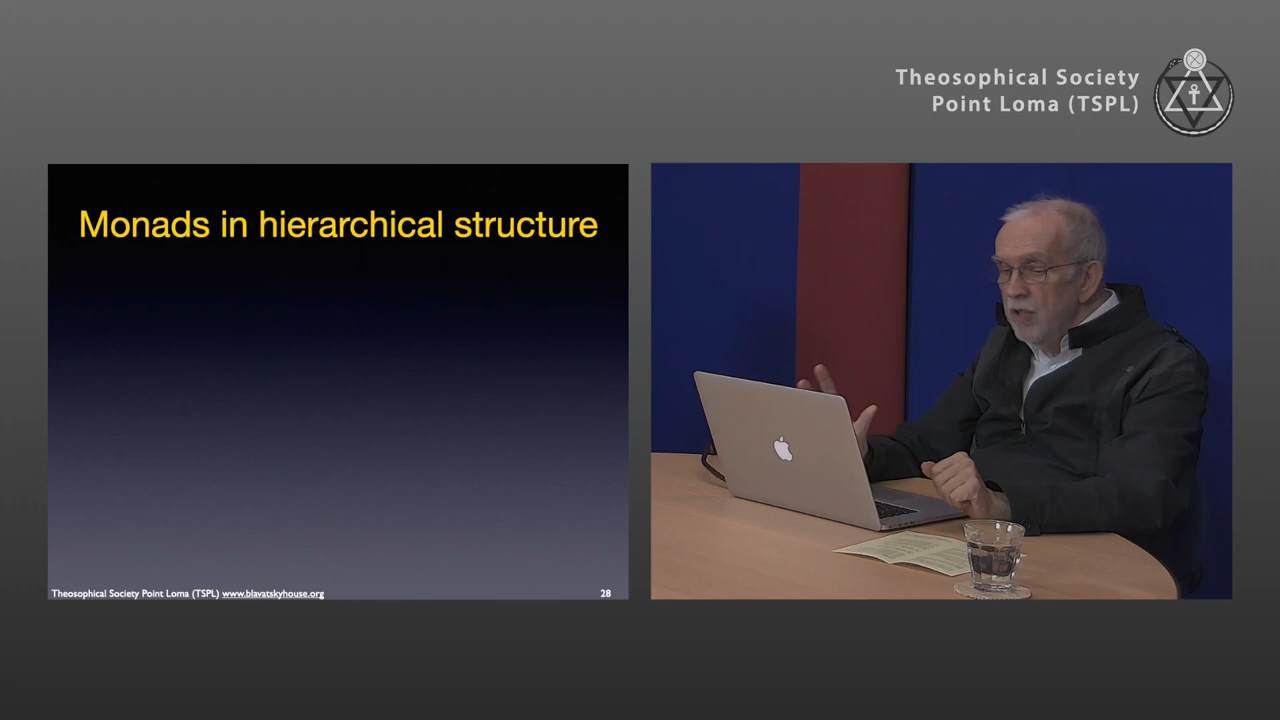 Theosophical Society
Point Loma (TSPL)
Monads in hierarchical structure
Theosophical Society Point Loma (TSPL) www.blavatskyhouse.org
28